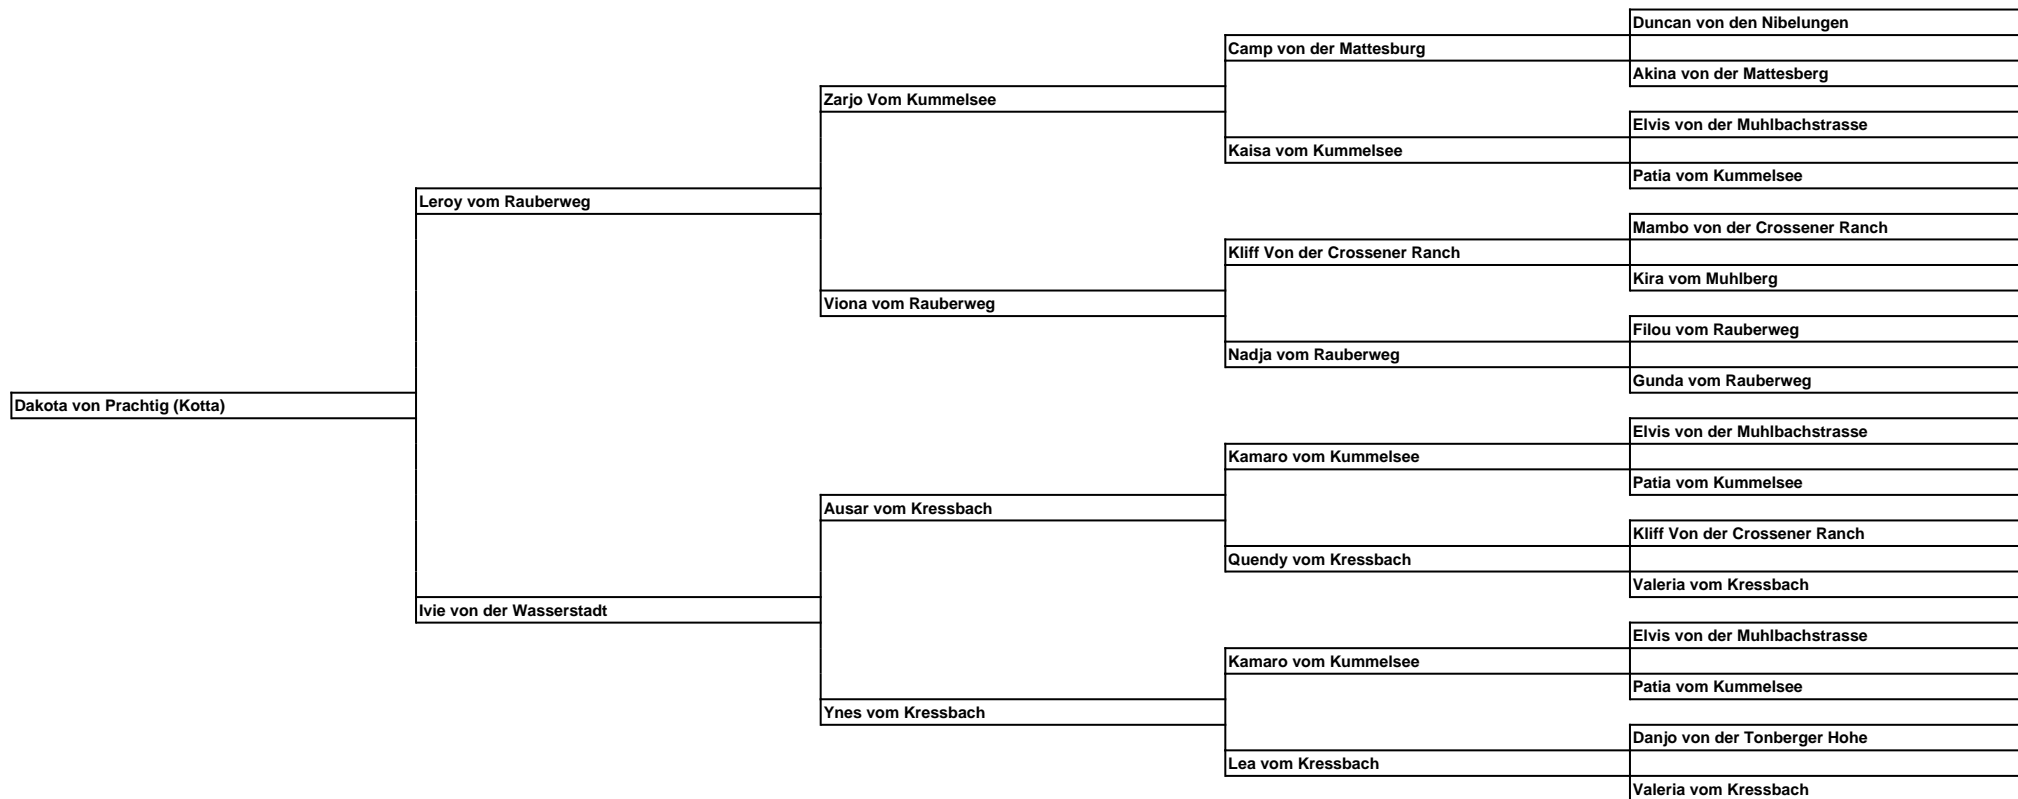 Duncan von den Nibelungen
Camp von der Mattesburg
Akina von der Mattesberg
Zarjo Vom Kummelsee
Elvis von der Muhlbachstrasse
Kaisa vom Kummelsee
Patia vom Kummelsee
Leroy vom Rauberweg
Mambo von der Crossener Ranch
Kliff Von der Crossener Ranch
Kira vom Muhlberg
Viona vom Rauberweg
Filou vom Rauberweg
Nadja vom Rauberweg
Gunda vom Rauberweg
Dakota von Prachtig (Kotta)
Elvis von der Muhlbachstrasse
Kamaro vom Kummelsee
Patia vom Kummelsee
Ausar vom Kressbach
Kliff Von der Crossener Ranch
Quendy vom Kressbach
Valeria vom Kressbach
Ivie von der Wasserstadt
Elvis von der Muhlbachstrasse
Kamaro vom Kummelsee
Patia vom Kummelsee
Ynes vom Kressbach
Danjo von der Tonberger Hohe
Lea vom Kressbach
Valeria vom Kressbach